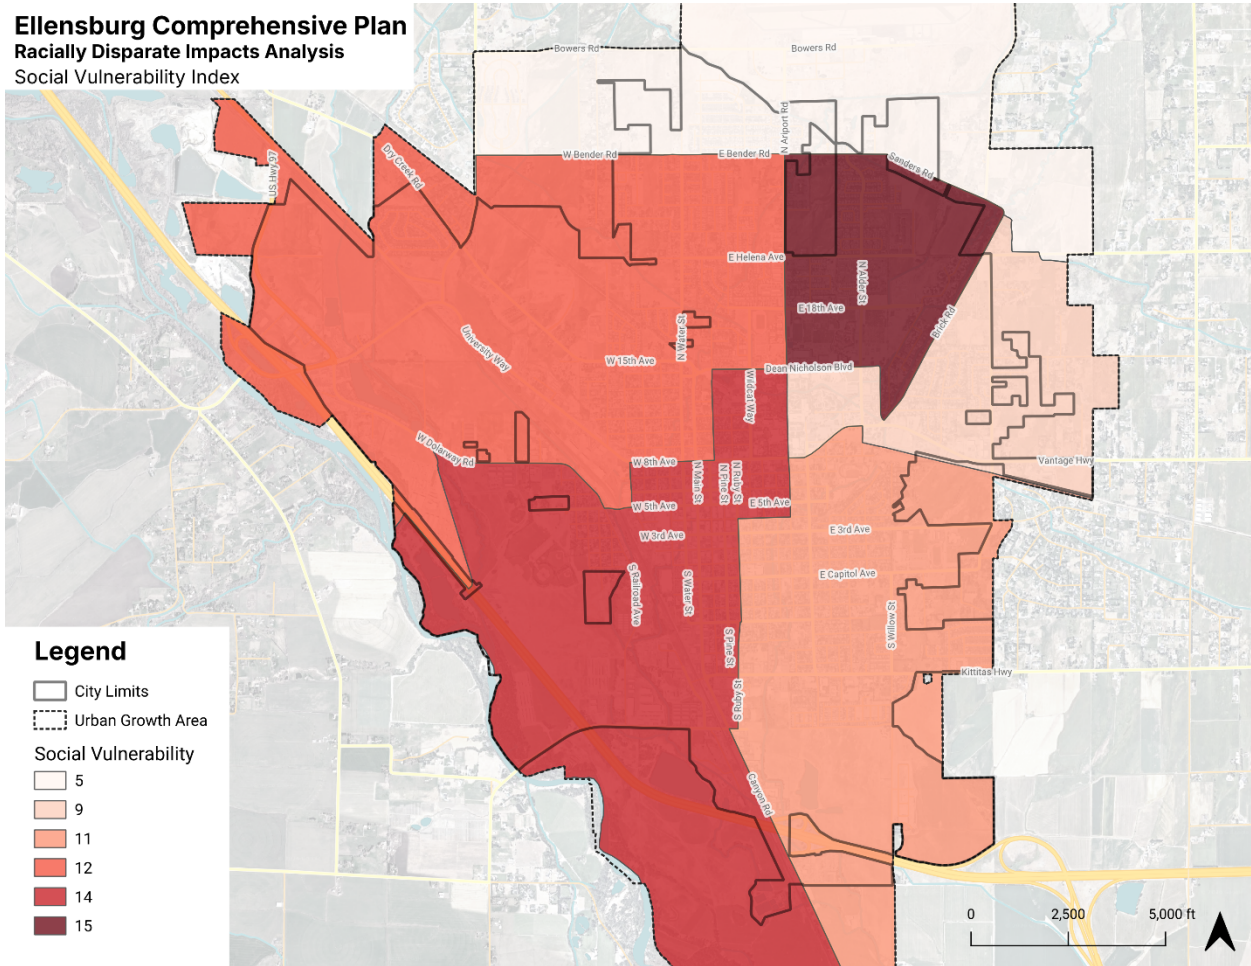 Ellensburg Comprehensive Plan
Racially Disparate Impacts Analysis
Social Vulnerability Index
Bowers Rd
Bowers Rd
N Ariport Rd
W Bender Rd
E Bender Rd
Sanders Rd
US Hwy 97
Dry Creek Rd
E Helena Ave
N Alder St
E 18th Ave
Brick Rd
N Water St
University Way
W 15th Ave
Dean Nicholson Blvd
Wildcat Way
W Dolarway Rd
W 8th Ave
N Main St
N Pine St
N Ruby St
Vantage Hwy
W 5th Ave
E 5th Ave
W 3rd Ave
E 3rd Ave
S Railroad Ave
S Water St
E Capitol Ave
S Willow St
S Pine St
Kittitas Hwy
S Ruby St
Canyon Rd
Legend
City Limits
Urban Growth Area
Social Vulnerability
5
9
11
12
14
15
0 2,500 5,000 ft